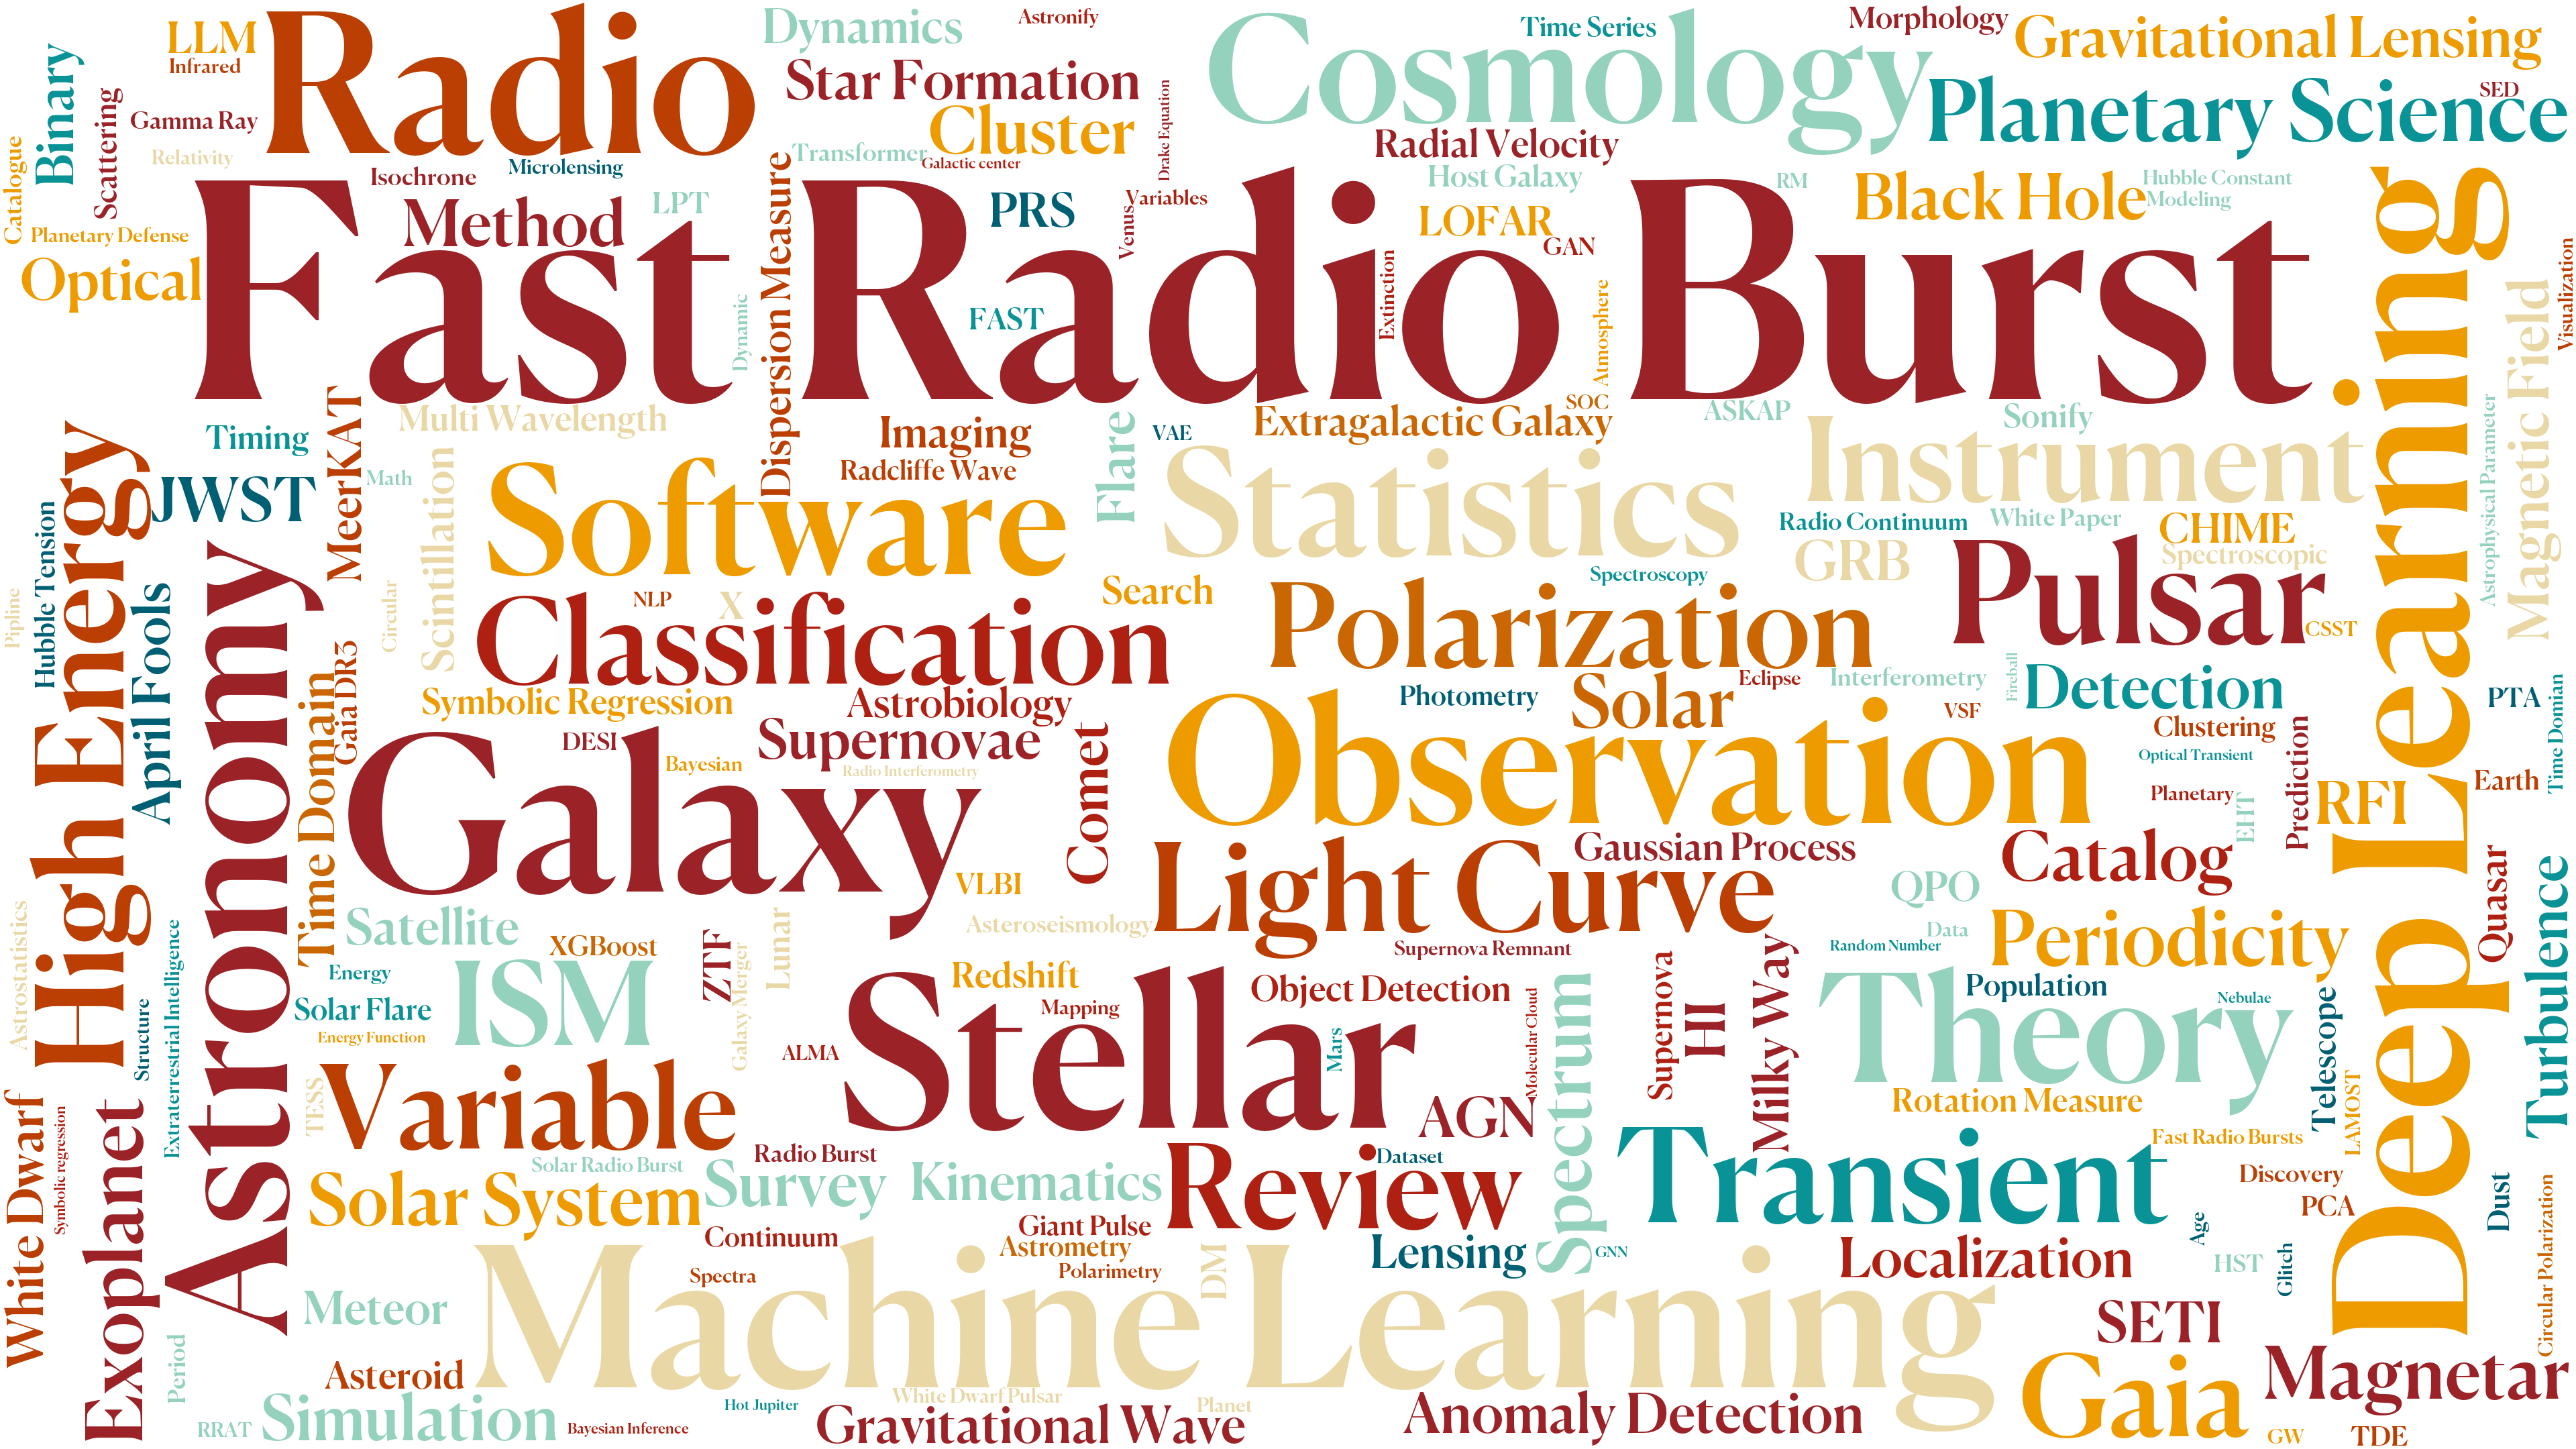 LLM
Radio
Dynamics
Astronify
Cosmology
Time Series
Morphology
Gravitational Lensing
Infrared
Binary
Scattering
Gamma Ray
Relativity
Catalogue
Star Formation
Cluster
Drake Equation
Radial Velocity
Planetary Science
SED
Isochrone
Microlensing
Transformer
Galactic center
Host Galaxy
RM
Black Hole
Hubble Constant
Modeling
Planetary Defense
Optical
Fast Radio Burst
Method
LPT
Dynamic
Dispersion Measure
PRS
FAST
Variables
Venus
LOFAR
GAN
Extinction
Atmosphere
SOC
Deep Learning
Magnetic Field
Visualization
Timing
MeerKAT
Multi Wavelength
Imaging
Radcliffe Wave
Flare
VAE
Extragalactic Galaxy
ASKAP
Sonify
Instrument
Astrophysical Parameter
High Energy
JWST
Math
Scintillation
Software
Statistics
Radio Continuum
White Paper
CHIME
Spectroscopic
GRB
Pulsar
CSST
Hubble Tension
Pipline
April Fools
Astronomy
Circular
Gaia DR3
NLP
X
Classification
Search
Spectroscopy
Polarization
Time Domain
Symbolic Regression
Astrobiology
Photometry
Solar
Eclipse
Interferometry
Fireball
Detection
VSF
Clustering
PTA
Time Domian
DESI
Supernovae
Bayesian
Radio Interferometry
Galaxy
Comet
Observation
Optical Transient
Planetary
EHT
Prediction
RFI
Earth
VLBI
Light Curve
Gaussian Process
Catalog
QPO
Quasar
Turbulence
Astrostatistics
Extraterrestrial Intelligence
Structure
Satellite
XGBoost
ZTF
Galaxy Merger
Lunar
Asteroseismology
Supernova Remnant
Random Number
Data
Periodicity
Energy
Solar Flare
Energy Function
ISM
Redshift
Mapping
Object Detection
Molecular Cloud
Spectrum
Supernova
HI
Milky Way
Population
Nebulae
Theory
Telescope
LAMOST
ALMA
Stellar
Mars
AGN
Rotation Measure
Fast Radio Bursts
White Dwarf
Symbolic regression
Exoplanet
TESS
Variable
Solar Radio Burst
Radio Burst
Solar System
Survey
Kinematics
Review
Dataset
Transient
Discovery
PCA
Dust
Circular Polarization
Continuum
Giant Pulse
Astrometry
Polarimetry
Spectra
DM
Lensing
GNN
Localization
Age
HST
Glitch
Meteor
Machine Learning
SETI
Period
Asteroid
Gaia
Magnetar
RRAT
Simulation
Bayesian Inference
Hot Jupiter
White Dwarf Pulsar
Gravitational Wave
Planet
Anomaly Detection
GW
TDE